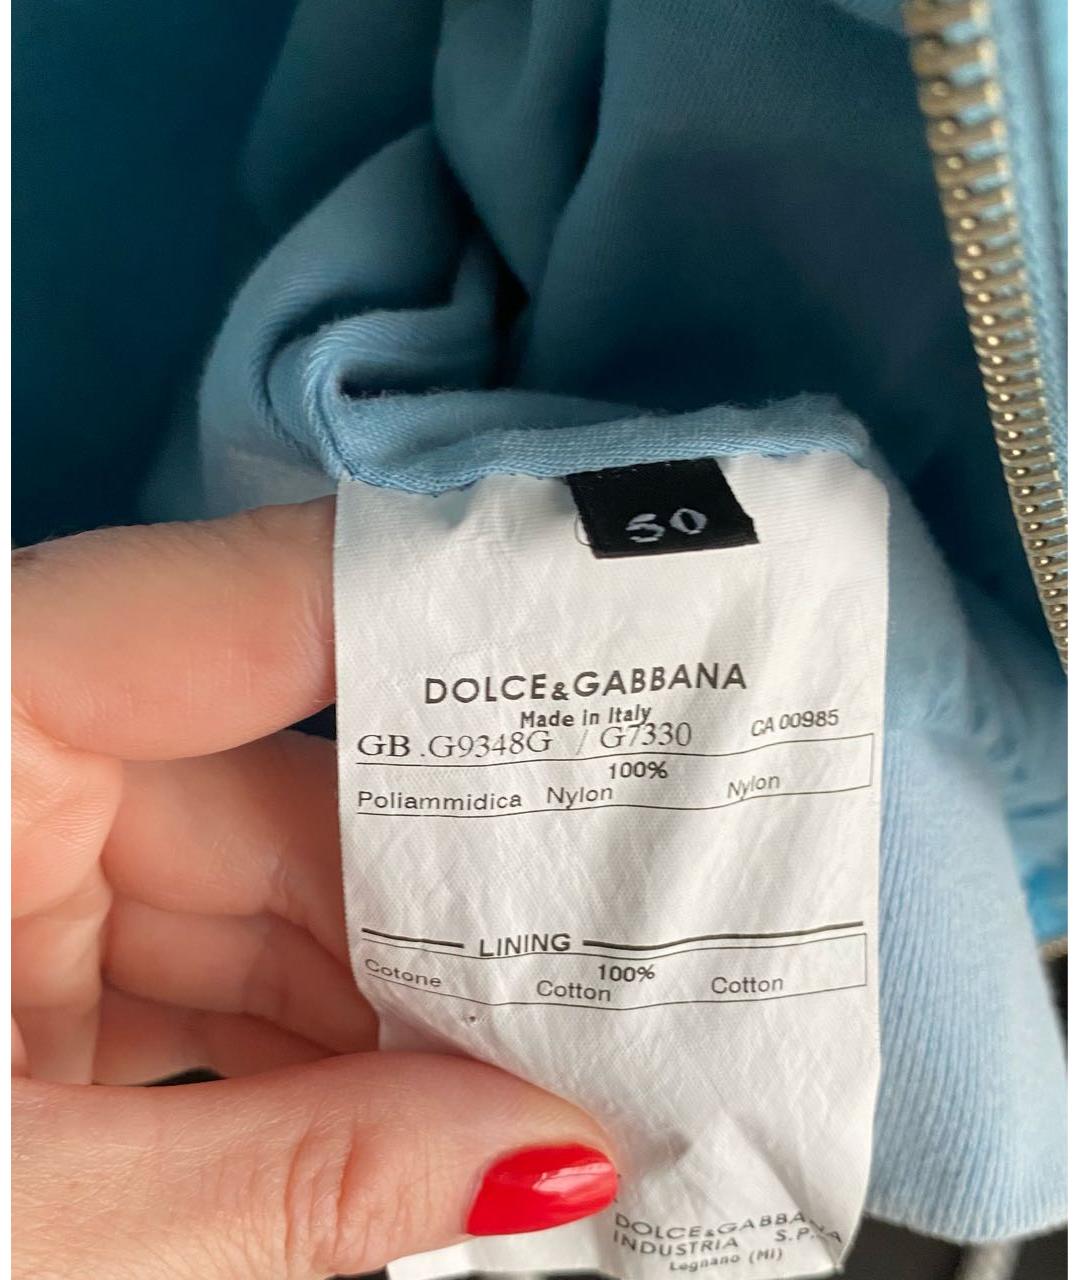 50
DOLCE&GABBANA
Made in Italy
GB.G9348G / G7330 CA 00985
100%
Poliammidica Nylon Nylon
LINING
100%
Cotone Cotton Cotton
DOLCE&GABBANA
INDUSTRIA S.P.A
Legnano (MI)